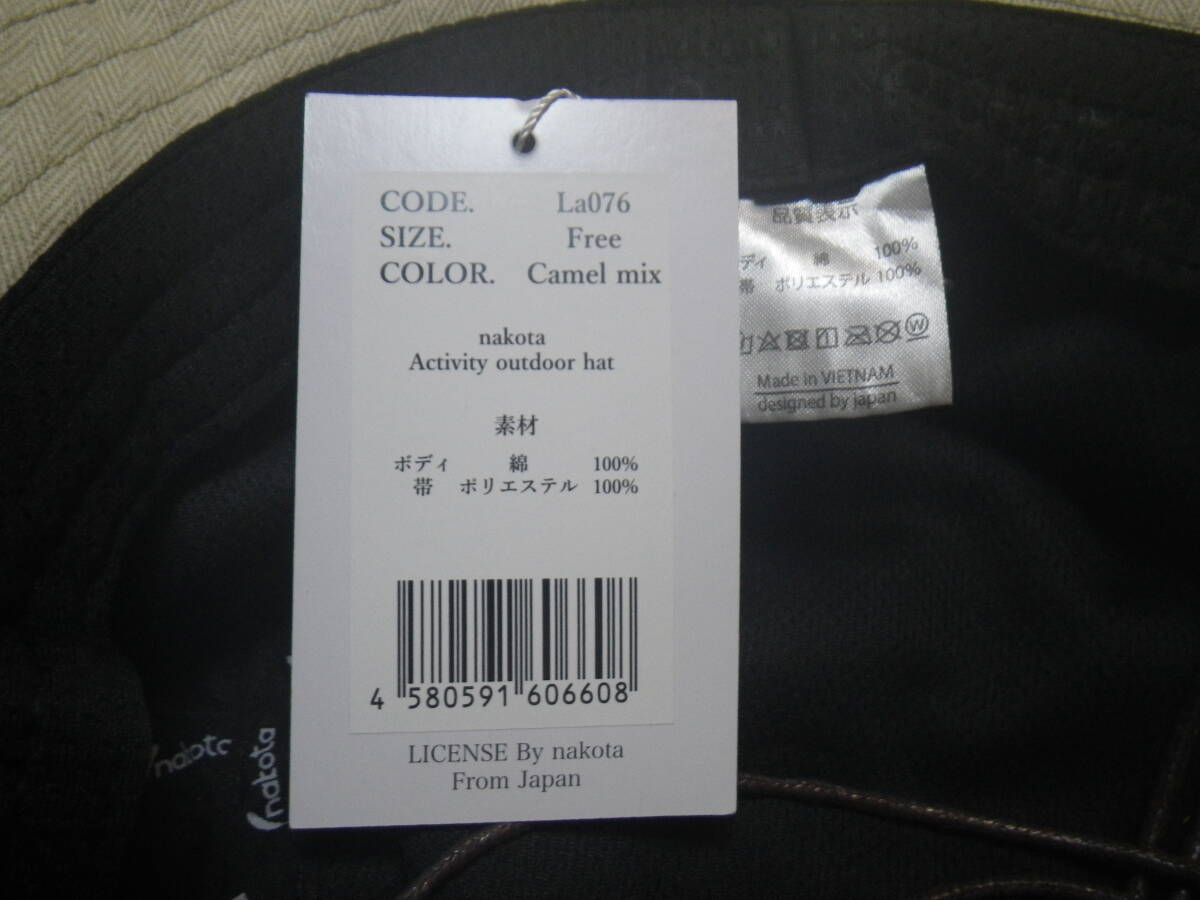 CODE. La076
SIZE. Free
COLOR. Camel mix
nakota
Activity outdoor hat
素材
ボディ 綿 100%
帯 ポリエステル 100%
4 580591 606608
LICENSE By nakota
From Japan
品質表示
ディ 綿 100%
帯 ポリエステル 100%
W
Made in VIETNAM
designed by japan
nakota
nakota